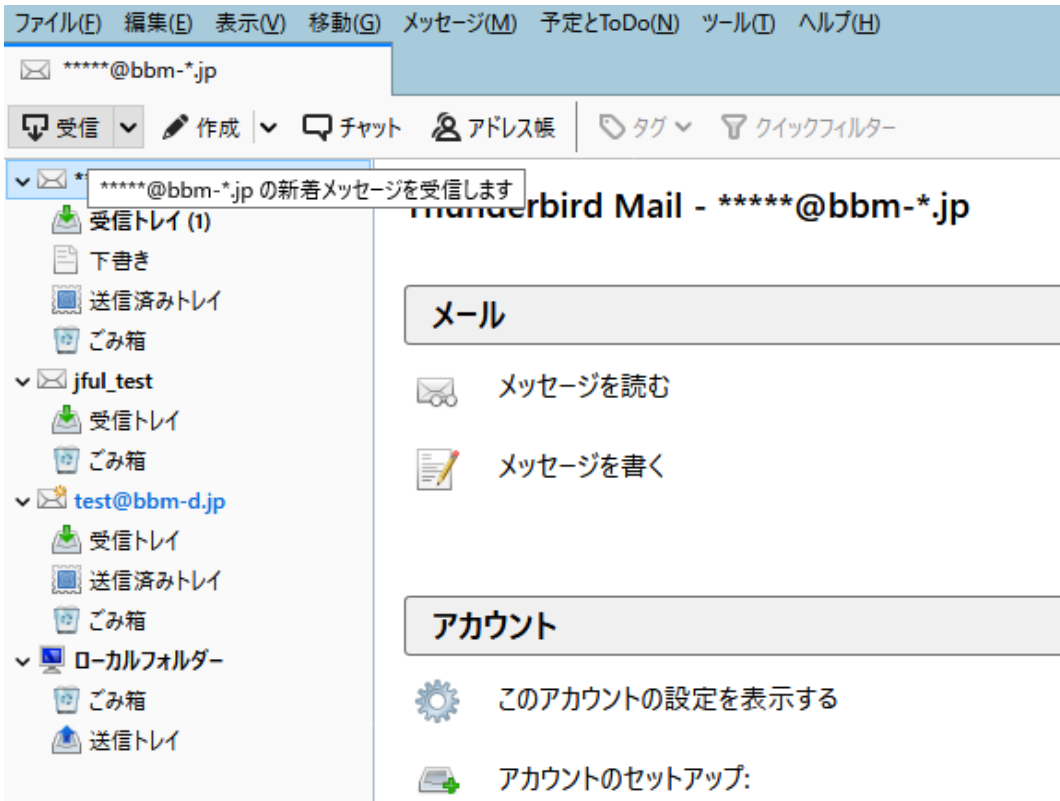 ファイル(F) 編集(E) 表示(V) 移動(G) メッセージ(M) 予定とToDo(N) ツール(T) ヘルプ(H)
*****@bbm-*.jp
受信 作成 チャット アドレス帳 タグ クイックフィルター
*****@bbm-*.jp の新着メッセージを受信します
Thunderbird Mail - *****@bbm-*.jp
受信トレイ (1)
下書き
送信済みトレイ
ごみ箱
jful_test
受信トレイ
ごみ箱
test@bbm-d.jp
受信トレイ
送信済みトレイ
ごみ箱
ローカルフォルダー
ごみ箱
送信トレイ
メール
メッセージを読む
メッセージを書く
アカウント
このアカウントの設定を表示する
アカウントのセットアップ: